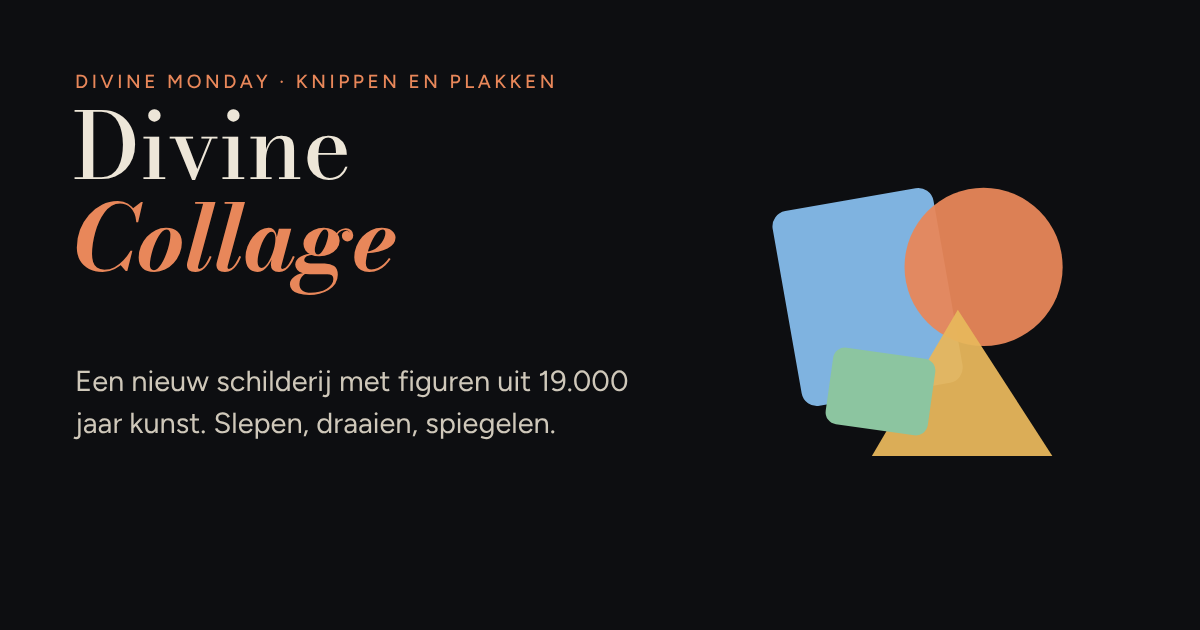 DIVINE MONDAY · KNIPPEN EN PLAKKEN
Divine
Collage
Een nieuw schilderij met figuren uit 19.000
jaar kunst. Slepen, draaien, spiegelen.